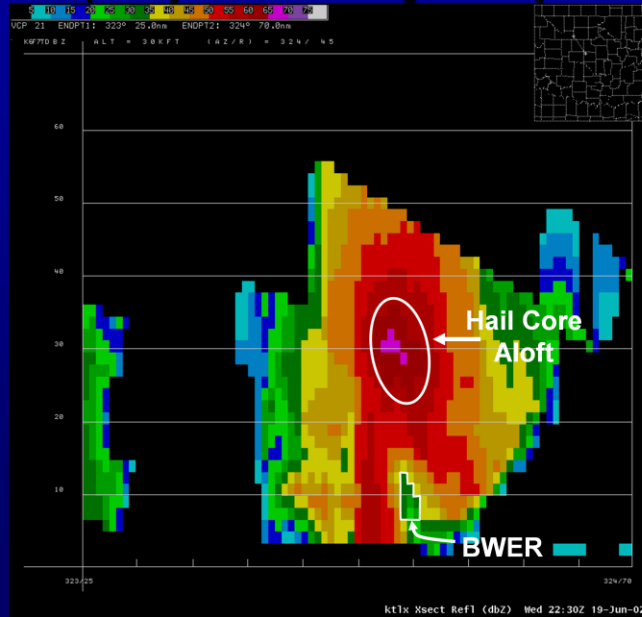 5 10 15 20 25 30 35 40 45 50 55 60 65 70 75
VCP 21 ENDPT1: 323° 25.0nm ENDPT2: 324° 70.0nm
ALT = 30KFT (AZ/R) = 324/ 45
60
50
40
Hail Core
Aloft
30
20
10
BWER
323/25
324/70
ktlx Xsect Refl (dbZ) Wed 22:30Z 19-Jun-02